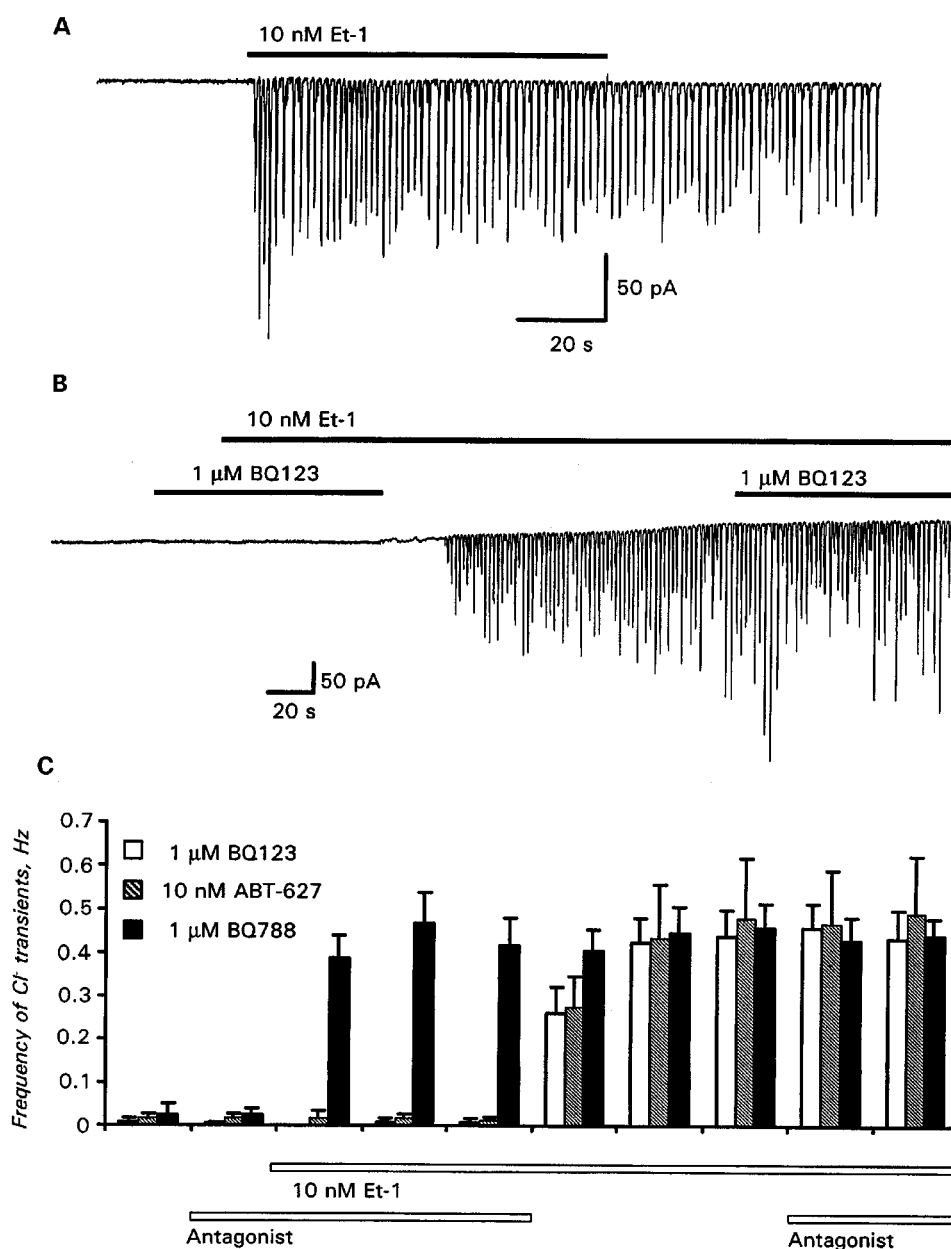 A
10 nM Et-1
50 pA
20 s
B
10 nM Et-1
1 µM BQ123
1 µM BQ123
50 pA
20 s
C
Frequency of Cl⁻ transients, Hz
0.7
0.6
0.5
0.4
0.3
0.2
0.1
0
1 µM BQ123
10 nM ABT-627
1 µM BQ788
10 nM Et-1
Antagonist
Antagonist